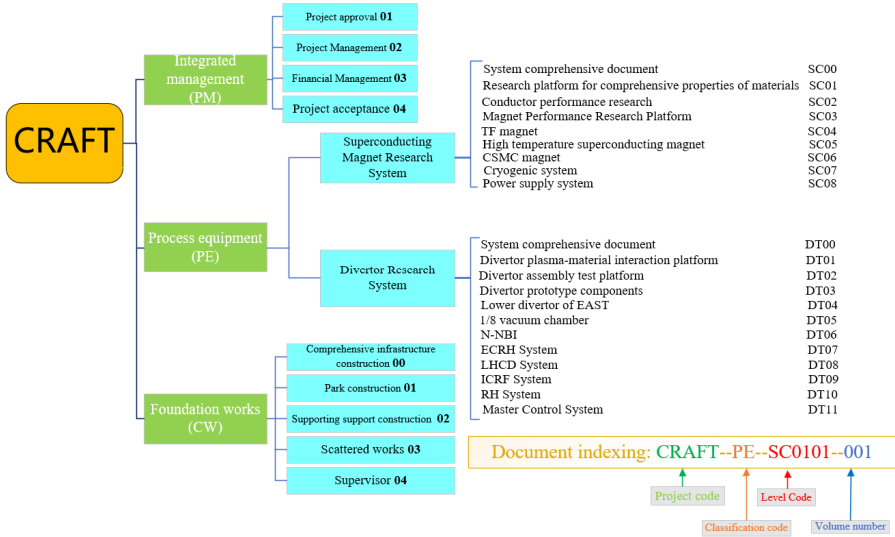 CRAFT
Integrated
management
(PM)
Project approval 01
Project Management 02
Financial Management 03
Project acceptance 04
Process equipment
(PE)
Superconducting
Magnet Research
System
System comprehensive document SC00
Research platform for comprehensive properties of materials SC01
Conductor performance research SC02
Magnet Performance Research Platform SC03
TF magnet SC04
High temperature superconducting magnet SC05
CSMC magnet SC06
Cryogenic system SC07
Power supply system SC08
Divertor Research
System
System comprehensive document DT00
Divertor plasma-material interaction platform DT01
Divertor assembly test platform DT02
Divertor prototype components DT03
Lower divertor of EAST DT04
1/8 vacuum chamber DT05
N-NBI DT06
ECRH System DT07
LHCD System DT08
ICRF System DT09
RH System DT10
Master Control System DT11
Foundation works
(CW)
Comprehensive infrastructure
construction 00
Park construction 01
Supporting support construction 02
Scattered works 03
Supervisor 04
Document indexing: CRAFT--PE--SC0101--001
Project code
Level Code
Classification code
Volume number